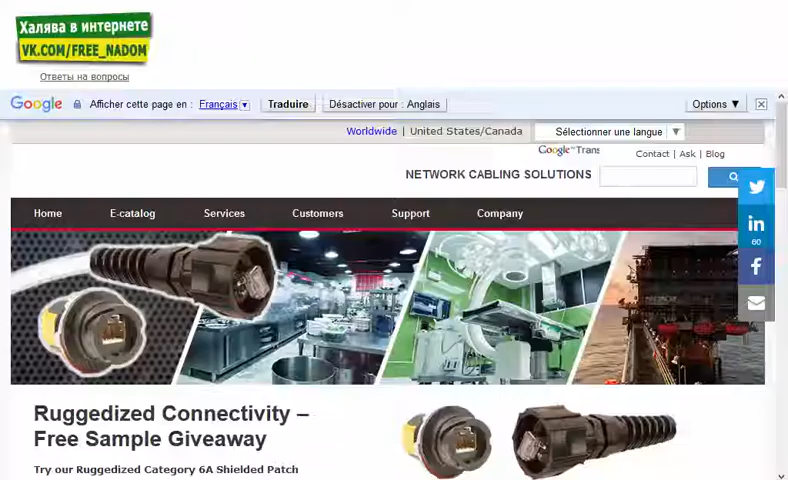 Халява в интернете
VK.COM/FREE_NADOM
Ответы на вопросы
Google Afficher cette page en : Français Traduire Désactiver pour : Anglais Options ▼
Worldwide | United States/Canada Sélectionner une langue ▼
Google™ Trans
Contact | Ask | Blog
NETWORK CABLING SOLUTIONS
Home E-catalog Services Customers Support Company
in
60
f
Ruggedized Connectivity –
Free Sample Giveaway
Try our Ruggedized Category 6A Shielded Patch